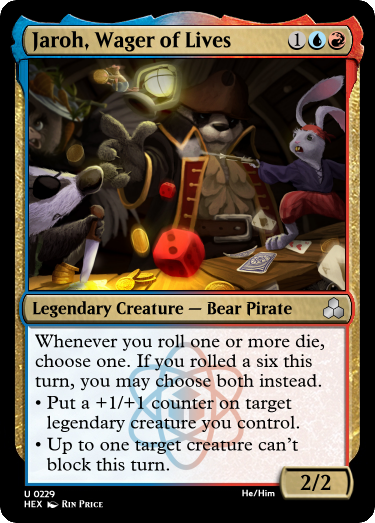 Jaroh, Wager of Lives 1
Legendary Creature — Bear Pirate
Whenever you roll one or more die,
choose one. If you rolled a six this
turn, you may choose both instead.
• Put a +1/+1 counter on target
legendary creature you control.
• Up to one target creature can't
block this turn.
2/2
U 0229
He/Him
HEX Rin Price